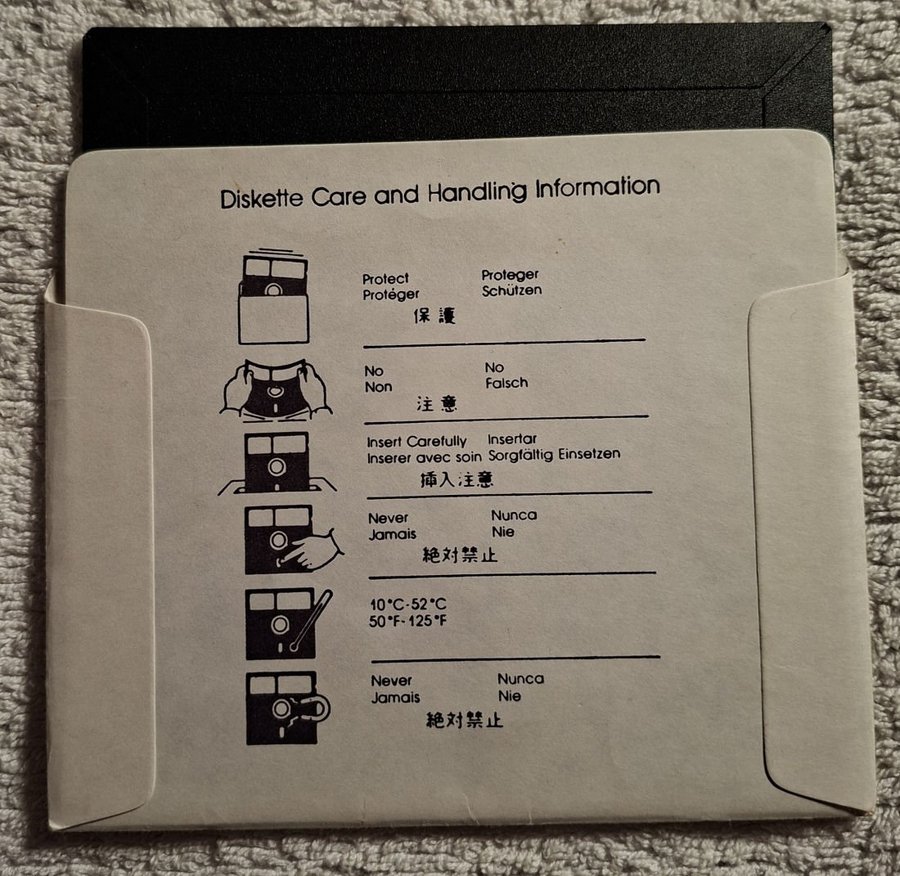 Diskette Care and Handling Information
Protect Proteger
Protéger Schützen
保護
No No
Non Falsch
注意
Insert Carefully Insertar
Inserer avec soin Sorgfältig Einsetzen
挿入注意
Never Nunca
Jamais Nie
絶対禁止
10°C-52°C
50°F-125°F
Never Nunca
Jamais Nie
絶対禁止